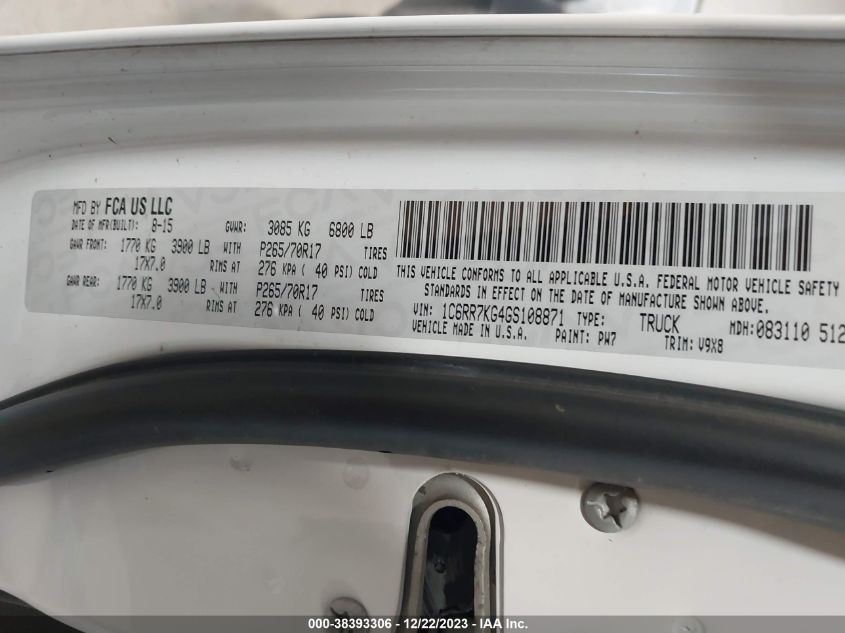 MFD BY FCA US LLC
DATE OF MFR(BUILT): 8-15 GVWR: 3085 KG 6800 LB
GAWR FRONT: 1770 KG 3900 LB WITH P265/70R17 TIRES
17X7.0 RIMS AT 276 KPA ( 40 PSI) COLD
GAWR REAR: 1770 KG 3900 LB WITH P265/70R17 TIRES
17X7.0 RIMS AT 276 KPA ( 40 PSI) COLD
THIS VEHICLE CONFORMS TO ALL APPLICABLE U.S.A. FEDERAL MOTOR VEHICLE SAFETY
STANDARDS IN EFFECT ON THE DATE OF MANUFACTURE SHOWN ABOVE.
VIN: 1C6RR7KG4GS108871 TYPE: TRUCK MDH: 083110 512
VEHICLE MADE IN U.S.A. PAINT: PW7 TRIM: V9X8
000-38393306 - 12/22/2023 - IAA Inc.